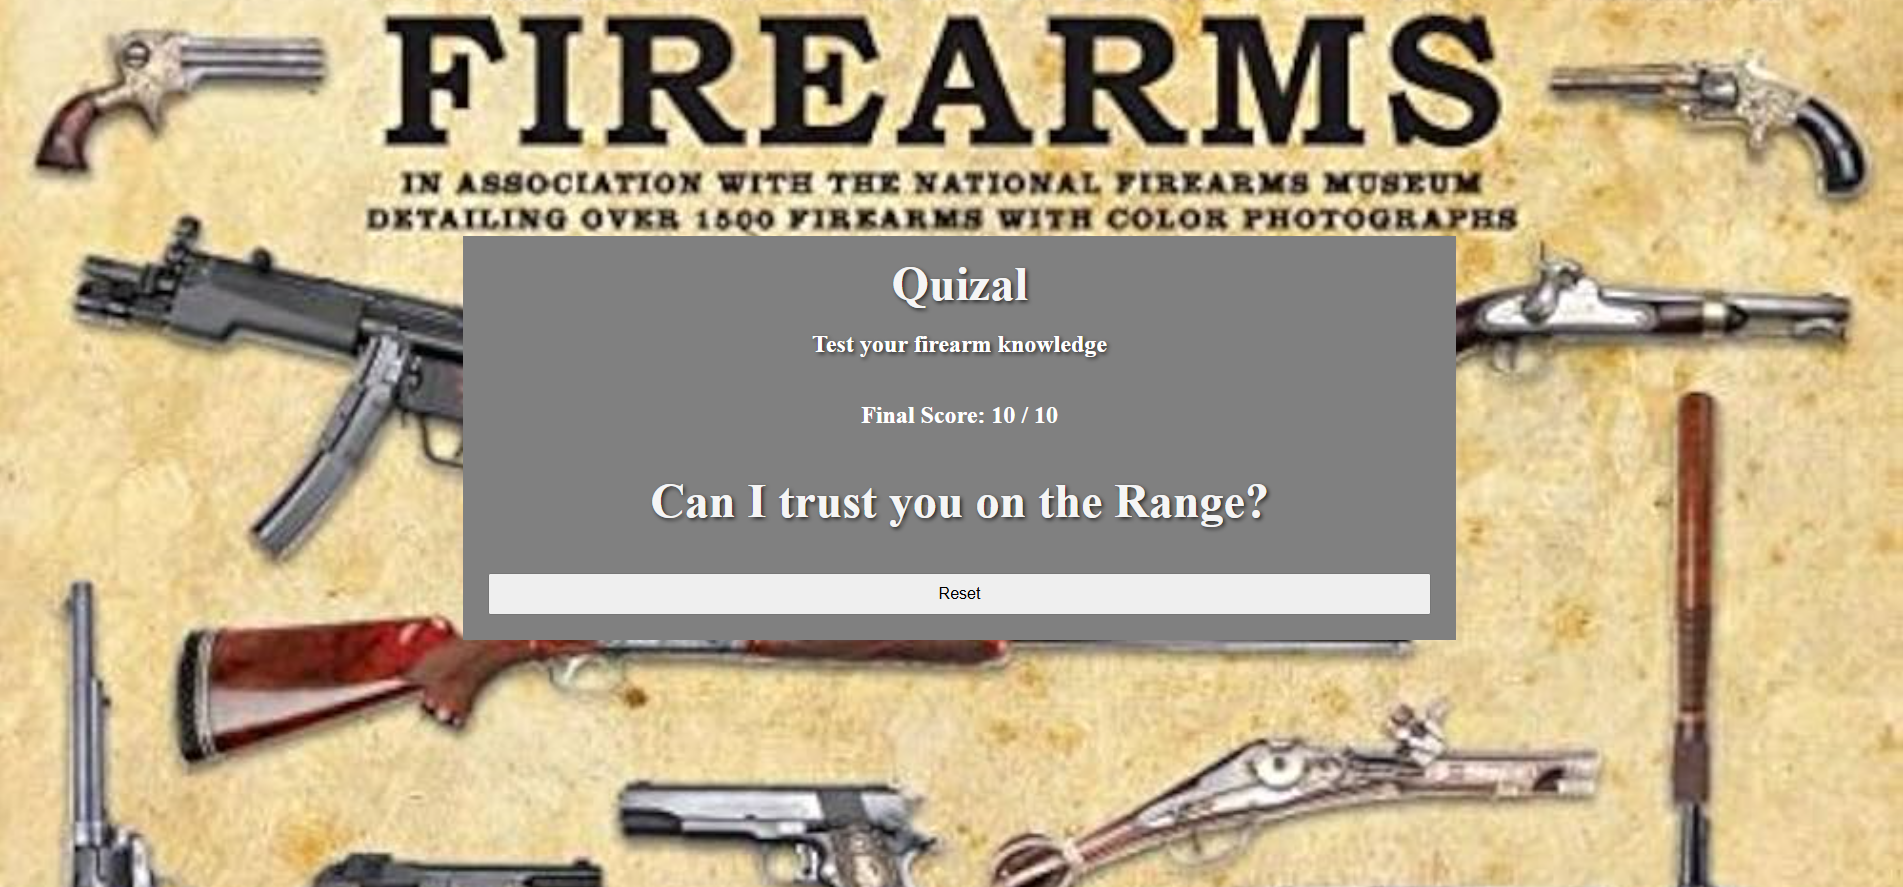 FIREARMS
IN ASSOCIATION WITH THE NATIONAL FIREARMS MUSEUM
DETAILING OVER 1500 FIREARMS WITH COLOR PHOTOGRAPHS
Quizal
Test your firearm knowledge
Final Score: 10 / 10
Can I trust you on the Range?
Reset